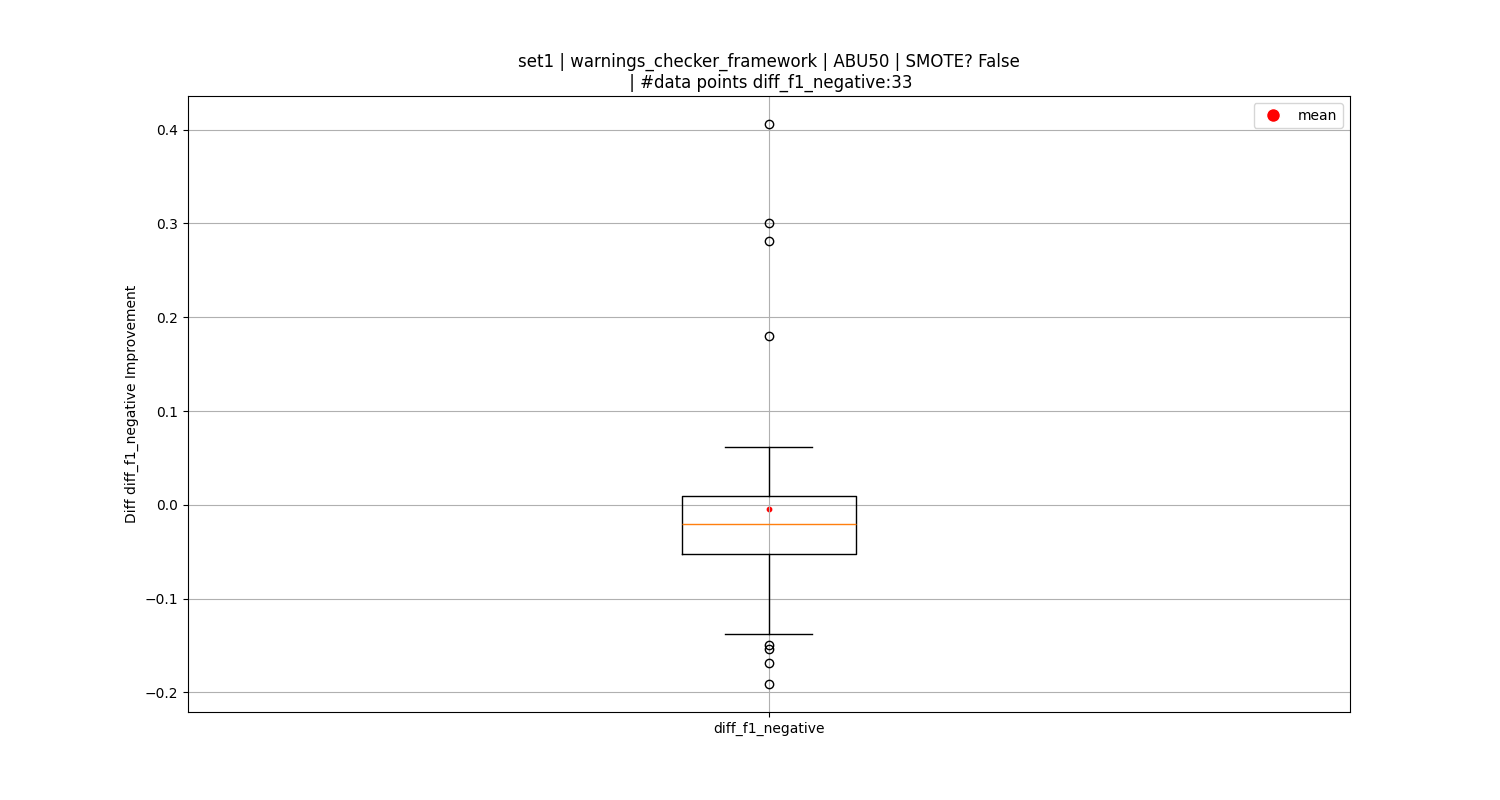 set1 | warnings_checker_framework | ABU50 | SMOTE? False
| #data points diff_f1_negative:33
mean
0.4
0.3
0.2
0.1
0.0
−0.1
−0.2
Diff diff_f1_negative Improvement
diff_f1_negative